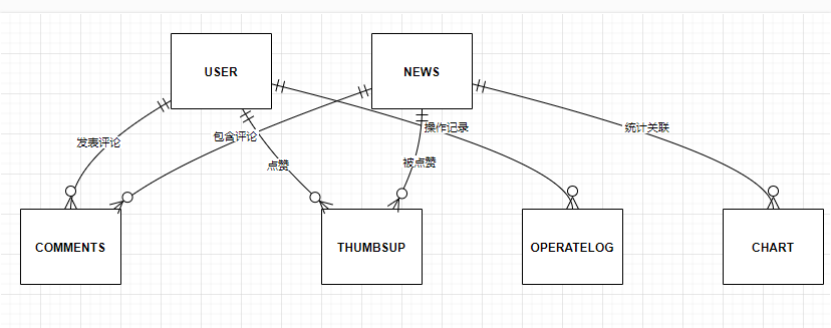 USER
NEWS
操作记录
统计关联
包含评论
发表评论
点赞
被点赞
COMMENTS
THUMBSUP
OPERATELOG
CHART